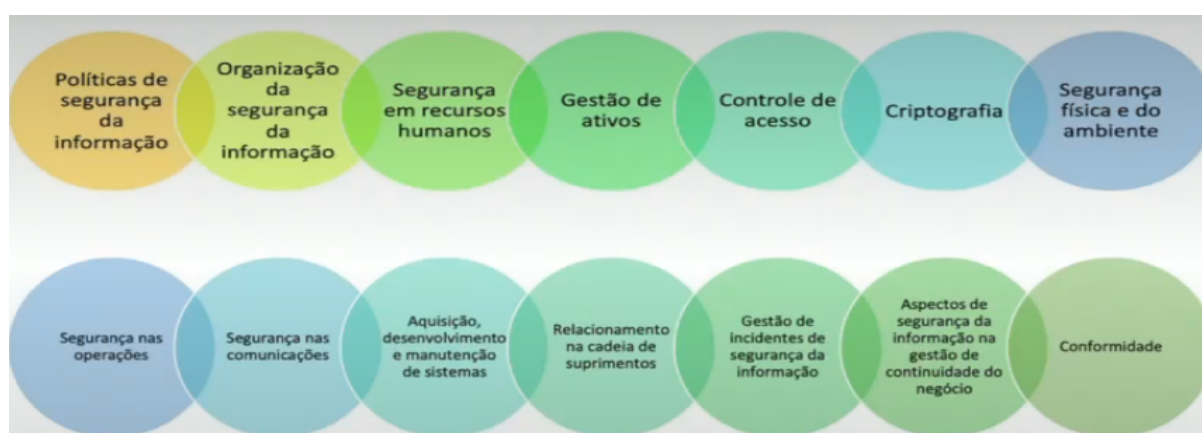 Políticas de
segurança
da
informação
Organização
da
segurança
da
informação
Segurança
em recursos
humanos
Gestão de
ativos
Controle de
acesso
Criptografia
Segurança
física e do
ambiente
Segurança nas
operações
Segurança nas
comunicações
Aquisição,
desenvolvimento
e manutenção
de sistemas
Relacionamento
na cadeia de
suprimentos
Gestão de
incidentes de
segurança da
informação
Aspectos de
segurança da
informação na
gestão de
continuidade do
negócio
Conformidade